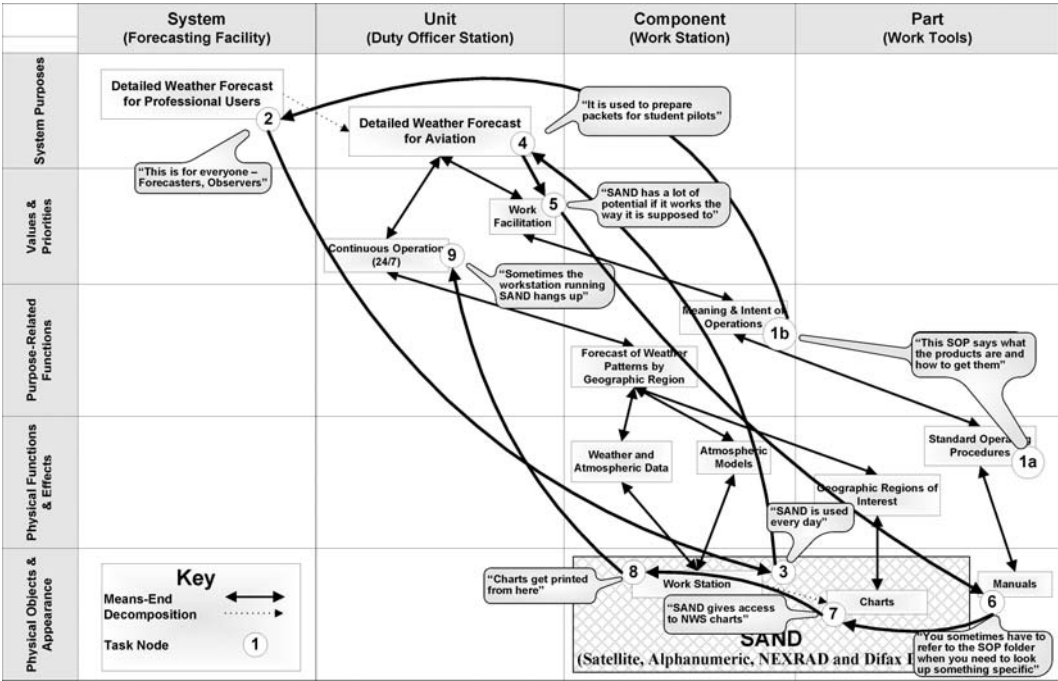 System
(Forecasting Facility)
Unit
(Duty Officer Station)
Component
(Work Station)
Part
(Work Tools)
System Purposes
Detailed Weather Forecast
for Professional Users
2
"This is for everyone –
Forecasters, Observers"
Detailed Weather Forecast
for Aviation
4
"It is used to prepare
packets for student pilots"
Values &
Priorities
Work
Facilitation
5
"SAND has a lot of
potential if it works the
way it is supposed to"
Continuous Operation
(24/7)
9
"Sometimes the
workstation running
SAND hangs up"
Purpose-Related
Functions
Meaning & Intent of
Operations
1b
"This SOP says what
the products are and
how to get them"
Forecast of Weather
Patterns by
Geographic Region
Physical Functions
& Effects
Weather and
Atmospheric Data
Atmospheric
Models
Standard Operating
Procedures
1a
Geographic Regions of
Interest
"SAND is used
every day"
Physical Objects &
Appearance
Key
Means-End
Decomposition
Task Node
1
"Charts get printed
from here"
8
Work Station
3
"SAND gives access
to NWS charts"
7
Charts
Manuals
6
"You sometimes have to
refer to the SOP folder
when you need to look
up something specific"
SAND
(Satellite, Alphanumeric, NEXRAD and Difax